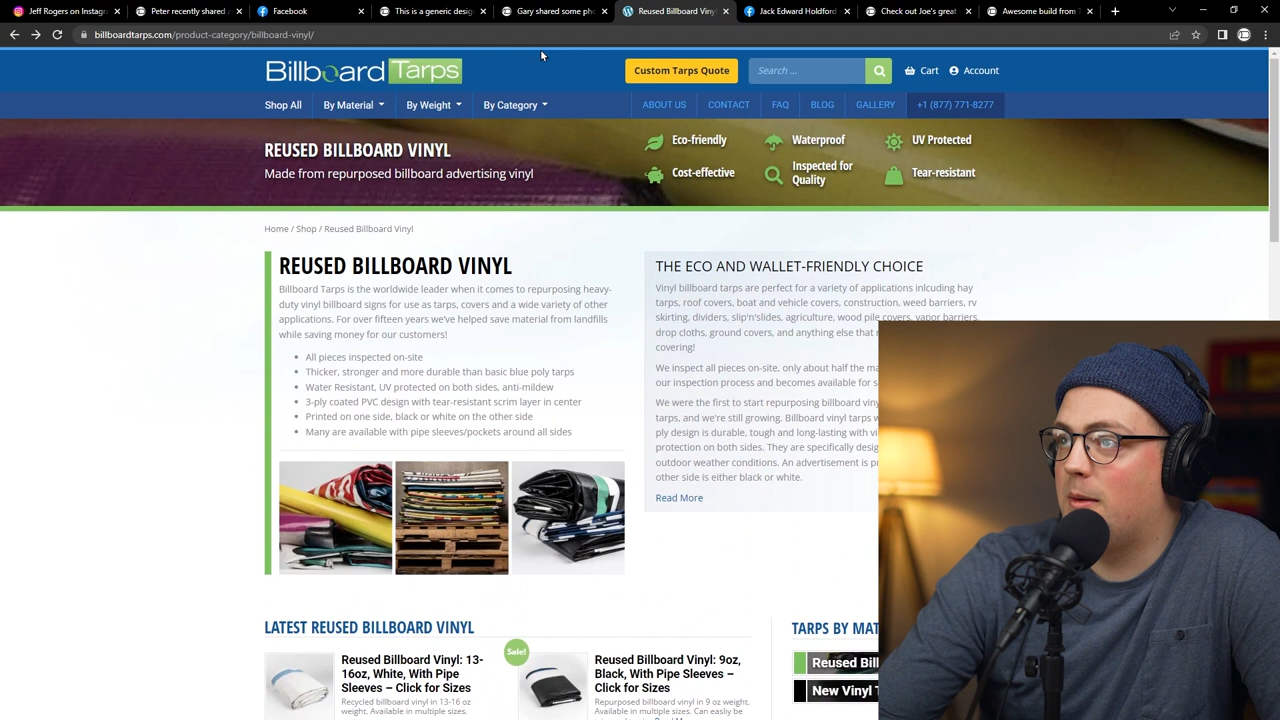 Jeff Rogers on Instag
Peter recently shared a
Facebook
This is a generic desig
Gary shared some ph
Reused Billboard Viny
Jack Edward Holdford
Check out Joe's great
Awesome build from T
billboardtarps.com/product-category/billboard-vinyl/
Billboard Tarps
Custom Tarps Quote
Search ...
Cart
Account
Shop All
By Material
By Weight
By Category
ABOUT US
CONTACT
FAQ
BLOG
GALLERY
+1 (877) 771-8277
REUSED BILLBOARD VINYL
Made from repurposed billboard advertising vinyl
Eco-friendly
Waterproof
UV Protected
Cost-effective
Inspected for
Quality
Tear-resistant
Home / Shop / Reused Billboard Vinyl
REUSED BILLBOARD VINYL
Billboard Tarps is the worldwide leader when it comes to repurposing heavy-
duty vinyl billboard signs for use as tarps, covers and a wide variety of other
applications. For over fifteen years we've helped save material from landfills
while saving money for our customers!
• All pieces inspected on-site
• Thicker, stronger and more durable than basic blue poly tarps
• Water Resistant, UV protected on both sides, anti-mildew
• 3-ply coated PVC design with tear-resistant scrim layer in center
• Printed on one side, black or white on the other side
• Many are available with pipe sleeves/pockets around all sides
THE ECO AND WALLET-FRIENDLY CHOICE
Vinyl billboard tarps are perfect for a variety of applications inlcuding hay
tarps, roof covers, boat and vehicle covers, construction, weed barriers, rv
skirting, dividers, slip'n'slides, agriculture, wood pile covers, vapor barriers,
drop cloths, ground covers, and anything else that
covering!
We inspect all pieces on-site, only about half the
our inspection process and becomes available for
We were the first to start repurposing billboard
tarps, and we're still growing. Billboard vinyl tarps
ply design is durable, tough and long-lasting with
protection on both sides. They are specifically
outdoor weather conditions. An advertisement is
other side is either black or white.
Read More
LATEST REUSED BILLBOARD VINYL
Reused Billboard Vinyl: 13-
16oz, White, With Pipe
Sleeves – Click for Sizes
Recycled billboard vinyl in 13-16 oz
weight. Available in multiple sizes.
Sale!
Reused Billboard Vinyl: 9oz,
Black, With Pipe Sleeves –
Click for Sizes
Repurposed billboard vinyl in 9 oz weight.
Available in multiple sizes. Can easliy be
TARPS BY MAT
Reused Bil
New Vinyl T